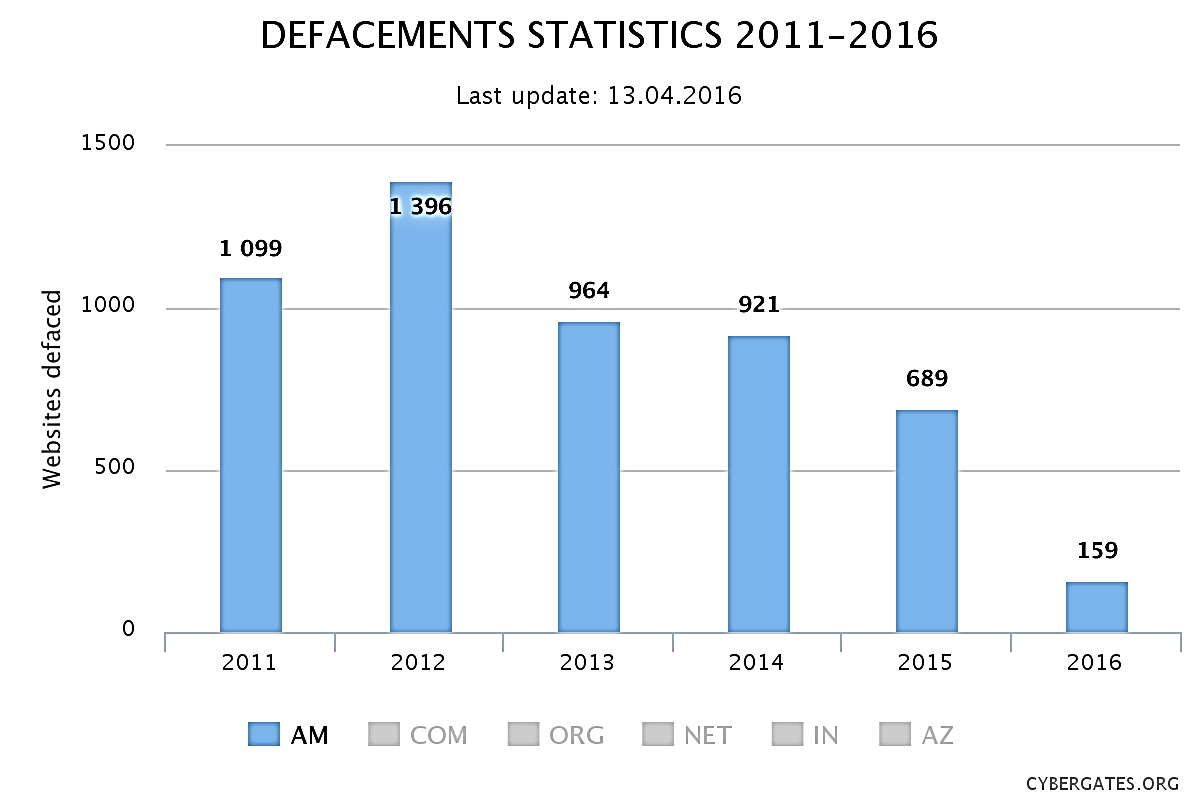 DEFACEMENTS STATISTICS 2011-2016
Last update: 13.04.2016
Websites defaced
1500
1000
500
0
1 099
1 396
964
921
689
159
2011 2012 2013 2014 2015 2016
AM COM ORG NET IN AZ
CYBERGATES.ORG